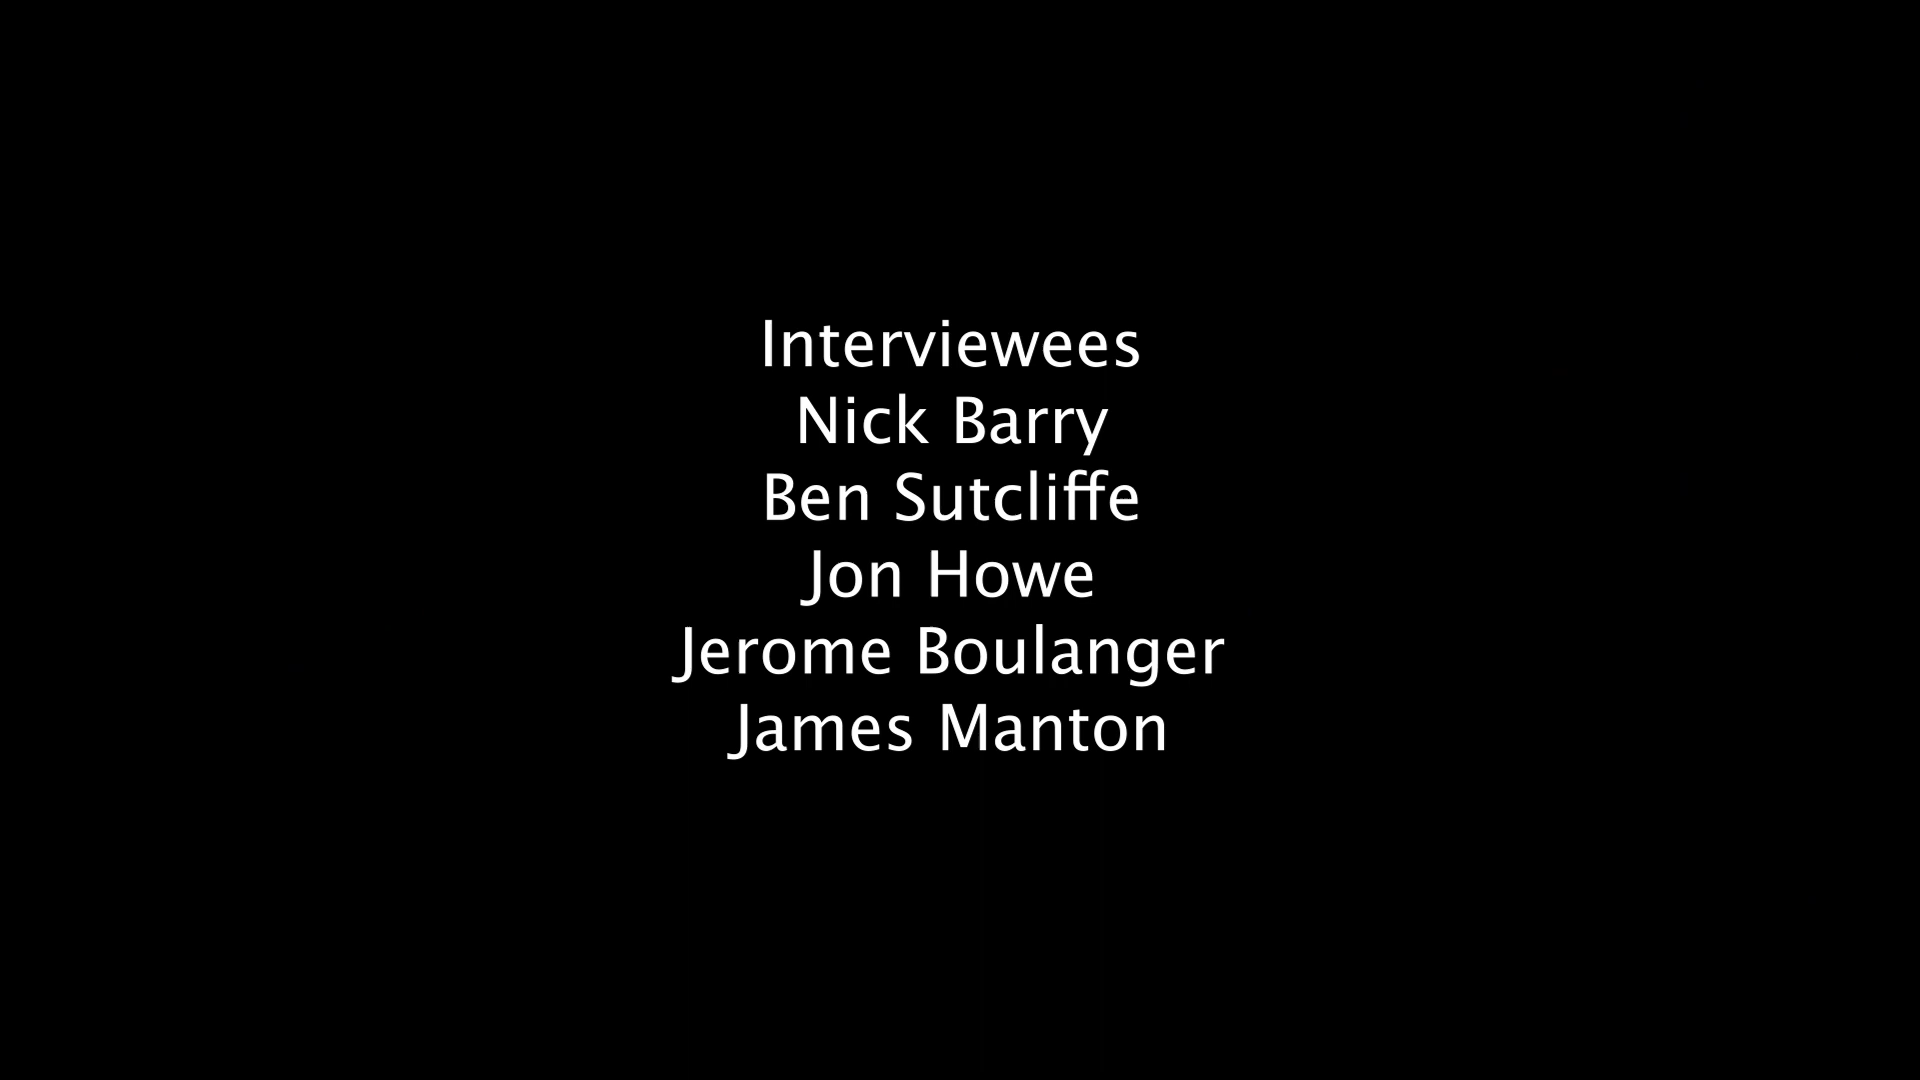 Interviewees
Nick Barry
Ben Sutcliffe
Jon Howe
Jerome Boulanger
James Manton